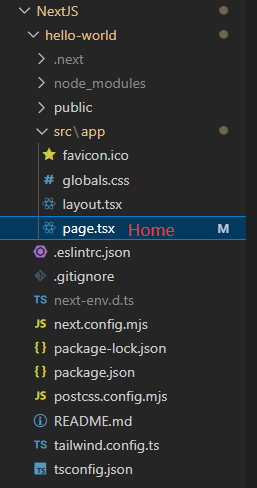 NextJS
hello-world
.next
node_modules
public
src\app
favicon.ico
# globals.css
layout.tsx
page.tsx Home M
.eslintrc.json
.gitignore
TS next-env.d.ts
JS next.config.mjs
{} package-lock.json
{} package.json
JS postcss.config.mjs
README.md
TS tailwind.config.ts
TS tsconfig.json